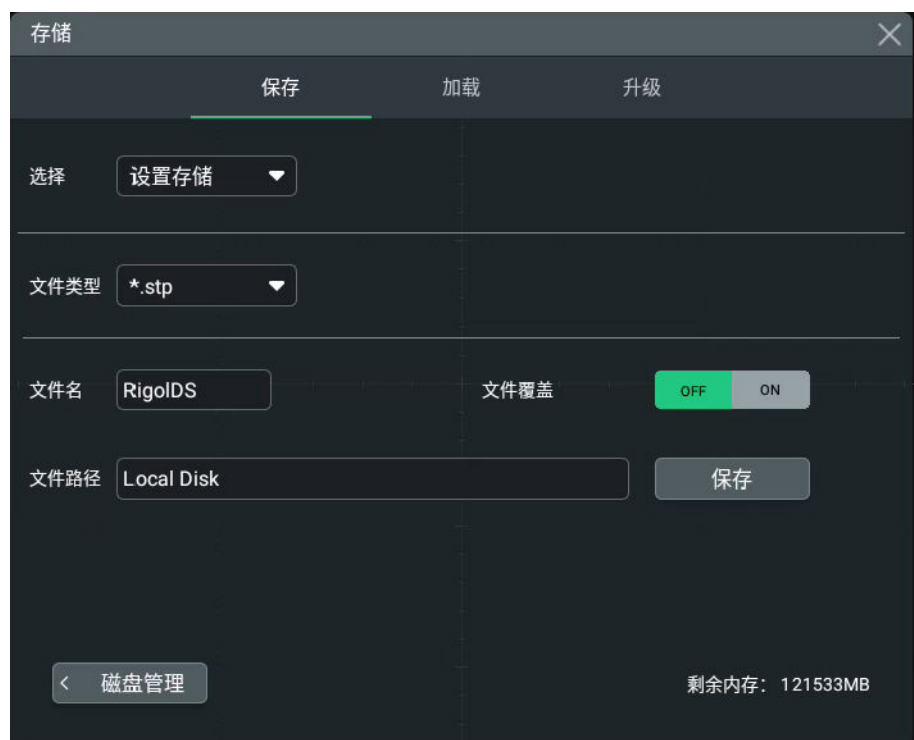 存储
保存 加载 升级
选择 设置存储
文件类型 *.stp
文件名 RigolDS 文件覆盖 OFF ON
文件路径 Local Disk 保存
< 磁盘管理 剩余内存： 121533MB